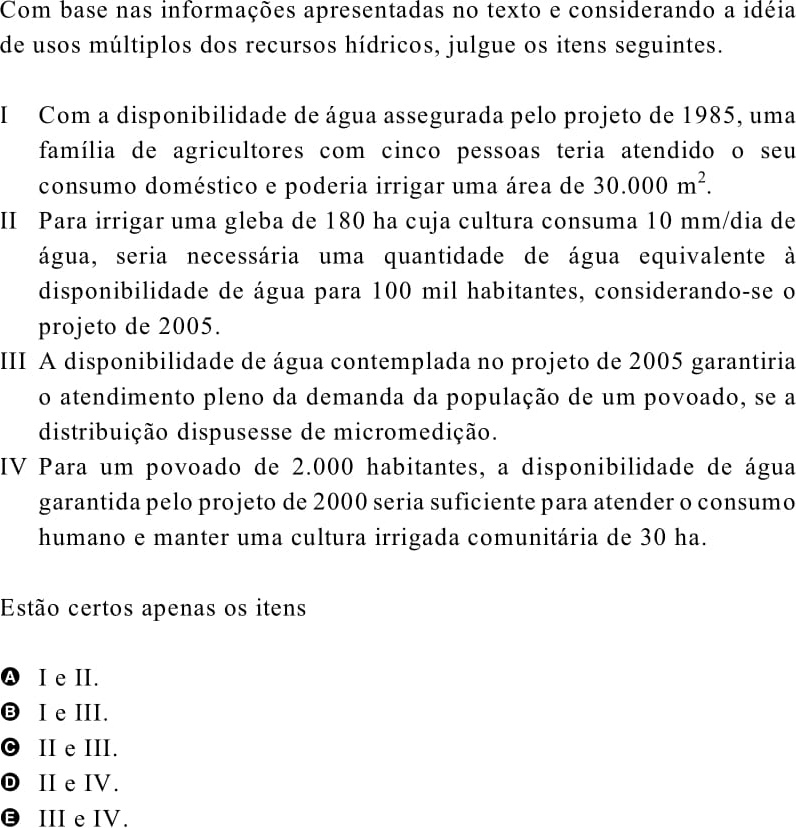 Com base nas informações apresentadas no texto e considerando a idéia
de usos múltiplos dos recursos hídricos, julgue os itens seguintes.
I Com a disponibilidade de água assegurada pelo projeto de 1985, uma
família de agricultores com cinco pessoas teria atendido o seu
consumo doméstico e poderia irrigar uma área de 30.000 m².
II Para irrigar uma gleba de 180 ha cuja cultura consuma 10 mm/dia de
água, seria necessária uma quantidade de água equivalente à
disponibilidade de água para 100 mil habitantes, considerando-se o
projeto de 2005.
III A disponibilidade de água contemplada no projeto de 2005 garantiria
o atendimento pleno da demanda da população de um povoado, se a
distribuição dispusesse de micromedição.
IV Para um povoado de 2.000 habitantes, a disponibilidade de água
garantida pelo projeto de 2000 seria suficiente para atender o consumo
humano e manter uma cultura irrigada comunitária de 30 ha.
Estão certos apenas os itens
A I e II.
B I e III.
C II e III.
D II e IV.
E III e IV.